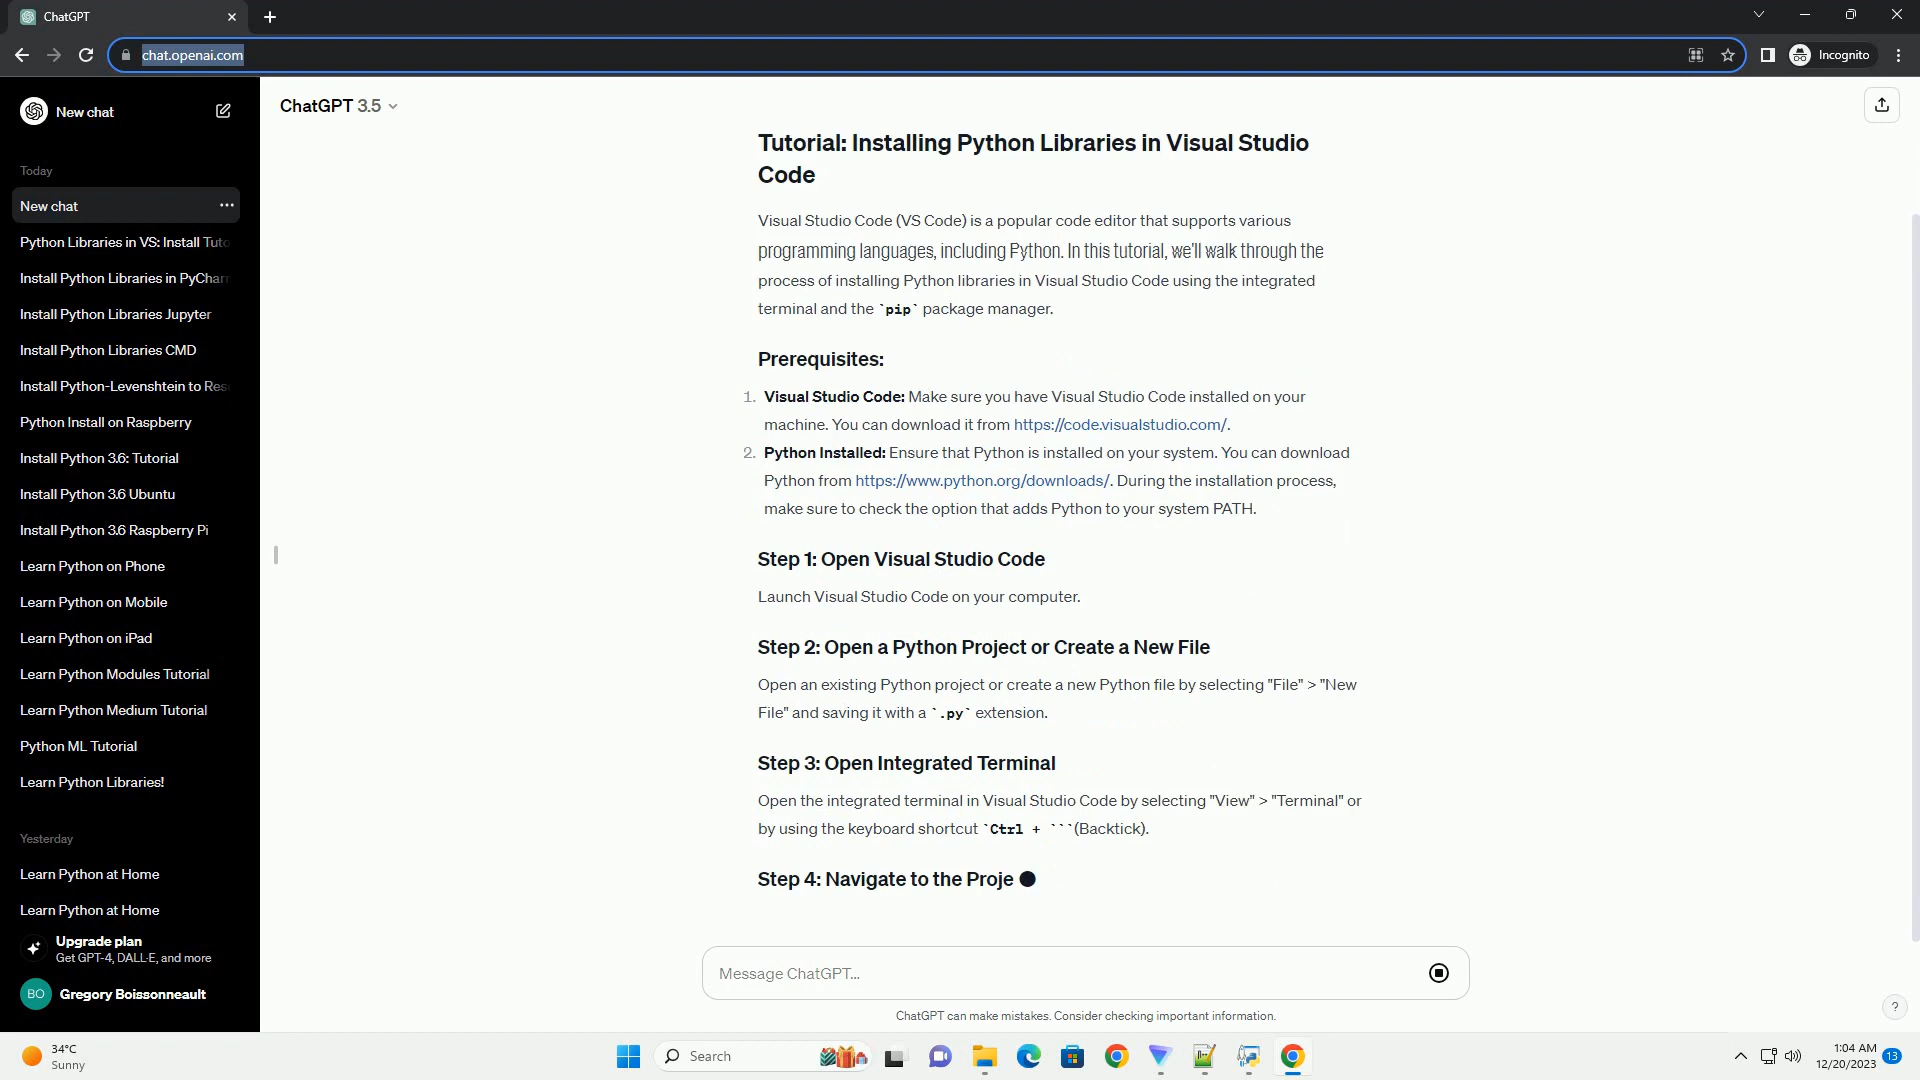 ChatGPT
chat.openai.com
Incognito
New chat
Today
New chat
Python Libraries in VS: Install Tuto
Install Python Libraries in PyChar
Install Python Libraries Jupyter
Install Python Libraries CMD
Install Python-Levenshtein to Res
Python Install on Raspberry
Install Python 3.6: Tutorial
Install Python 3.6 Ubuntu
Install Python 3.6 Raspberry Pi
Learn Python on Phone
Learn Python on Mobile
Learn Python on iPad
Learn Python Modules Tutorial
Learn Python Medium Tutorial
Python ML Tutorial
Learn Python Libraries!
Yesterday
Learn Python at Home
Learn Python at Home
Upgrade plan
Get GPT-4, DALL·E, and more
BO Gregory Boissonneault
ChatGPT 3.5
Tutorial: Installing Python Libraries in Visual Studio
Code
Visual Studio Code (VS Code) is a popular code editor that supports various
programming languages, including Python. In this tutorial, we'll walk through the
process of installing Python libraries in Visual Studio Code using the integrated
terminal and the `pip` package manager.
Prerequisites:
1. Visual Studio Code: Make sure you have Visual Studio Code installed on your
machine. You can download it from https://code.visualstudio.com/.
2. Python Installed: Ensure that Python is installed on your system. You can download
Python from https://www.python.org/downloads/. During the installation process,
make sure to check the option that adds Python to your system PATH.
Step 1: Open Visual Studio Code
Launch Visual Studio Code on your computer.
Step 2: Open a Python Project or Create a New File
Open an existing Python project or create a new Python file by selecting "File" > "New
File" and saving it with a `.py` extension.
Step 3: Open Integrated Terminal
Open the integrated terminal in Visual Studio Code by selecting "View" > "Terminal" or
by using the keyboard shortcut `Ctrl + ```(Backtick).
Step 4: Navigate to the Proje
Message ChatGPT...
ChatGPT can make mistakes. Consider checking important information.
?
34°C
Sunny
Search
1:04 AM
12/20/2023
13